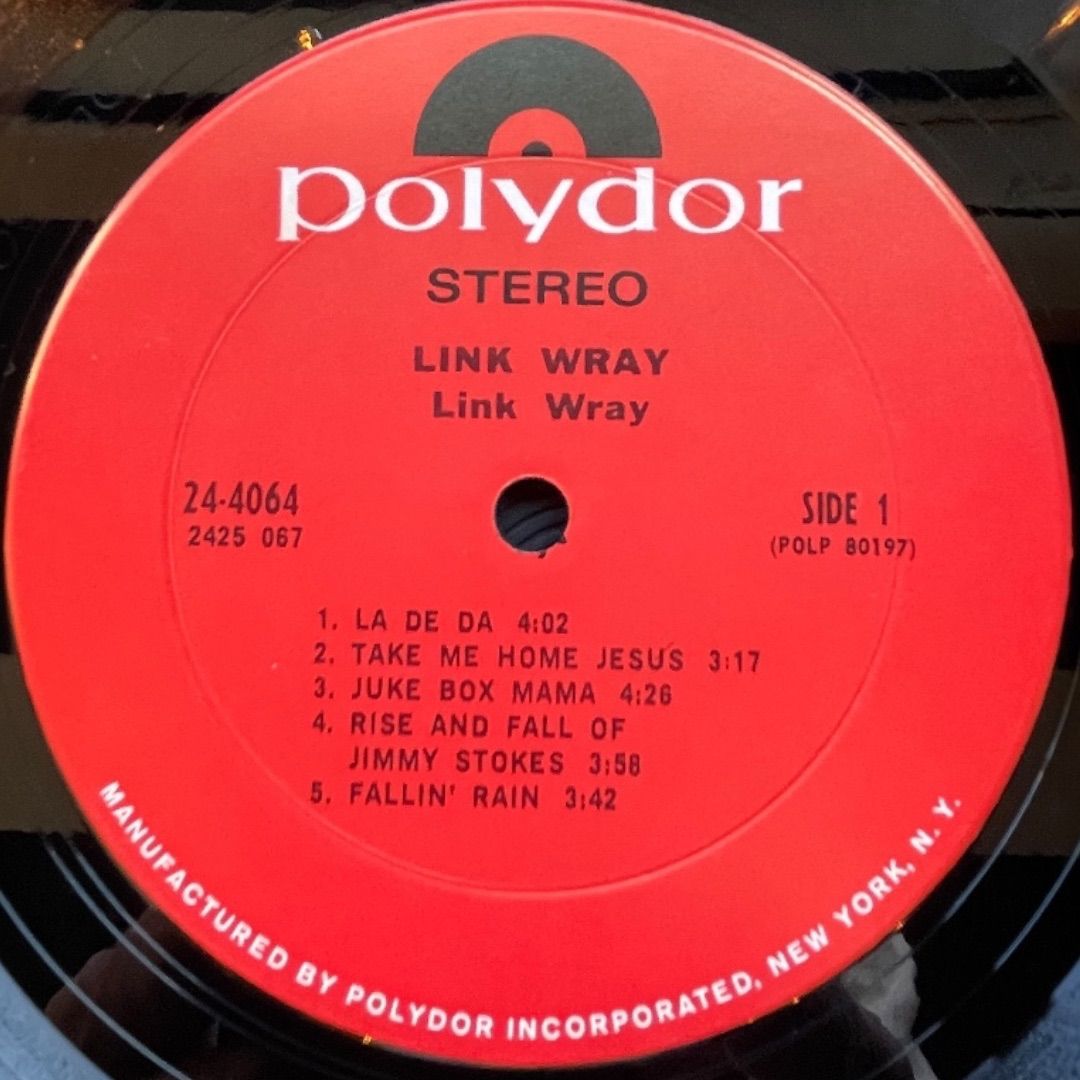 polydor
STEREO
LINK WRAY
Link Wray
24-4064
2425 067
SIDE 1
(POLP 80197)
1. LA DE DA 4:02
2. TAKE ME HOME JESUS 3:17
3. JUKE BOX MAMA 4:26
4. RISE AND FALL OF
JIMMY STOKES 3:58
5. FALLIN' RAIN 3:42
MANUFACTURED BY POLYDOR INCORPORATED, NEW YORK, N. Y.